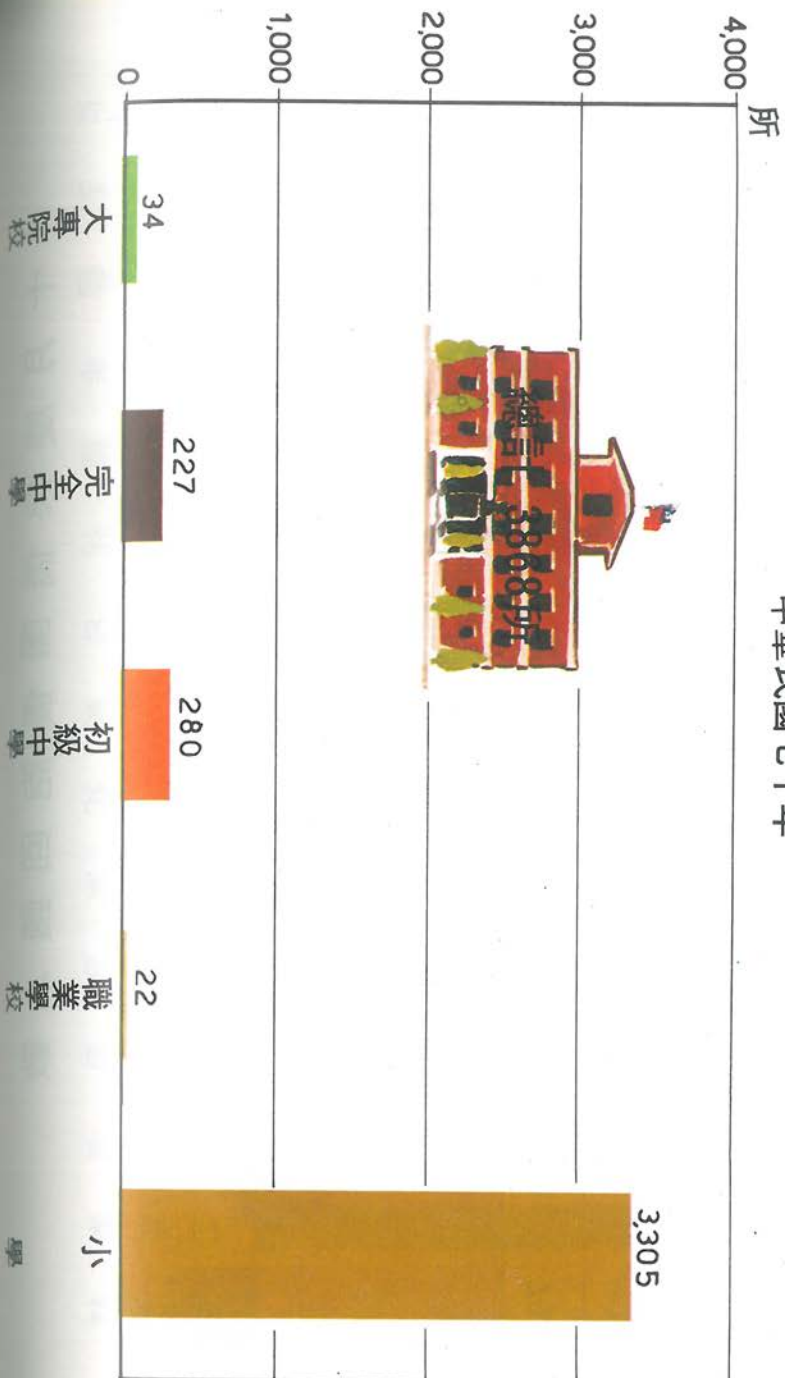 中華民國七十年
所
4,000
3,000
2,000
1,000
0
總計 3868所
34
227
280
22
3,305
大專院校
完全中學
初級中學
職業學校
小學